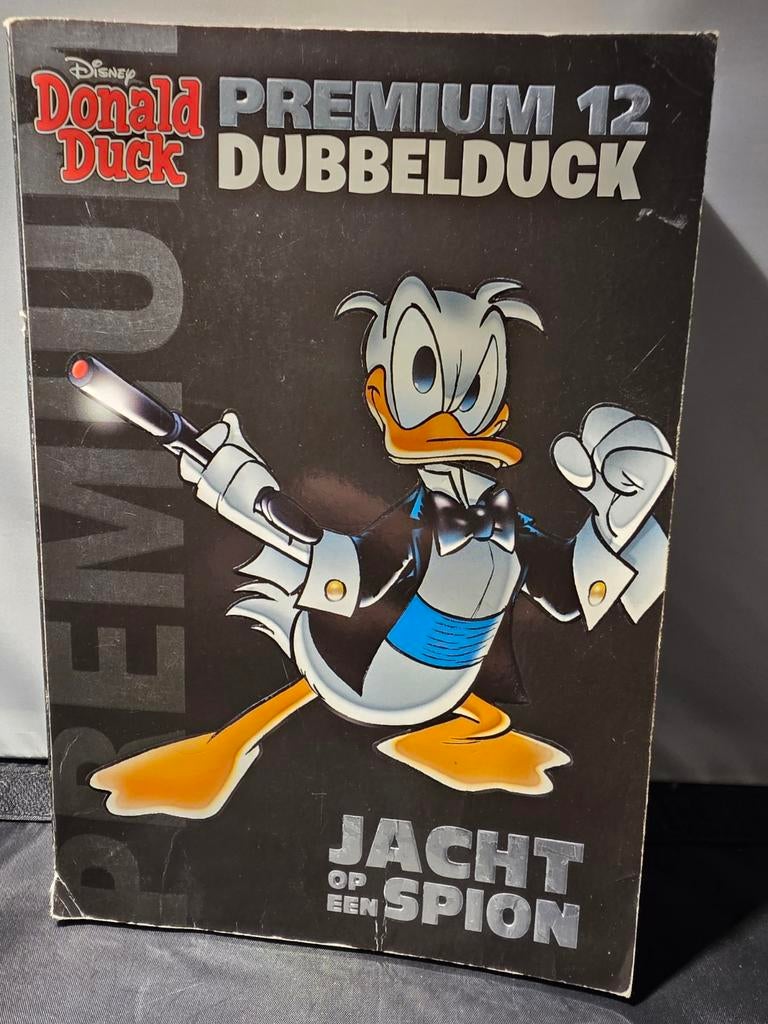 Disney
Donald
Duck
PREMIUM 12
DUBBELDUCK
PREMIUM
JACHT
OP
EEN SPION